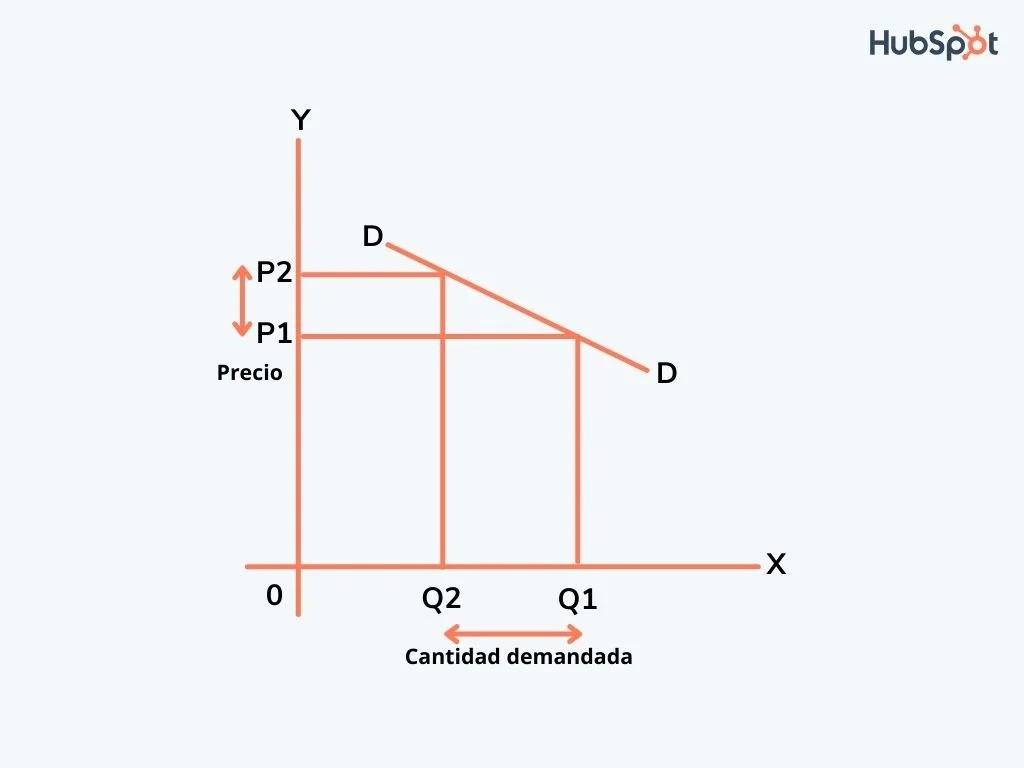 HubSpot
Y
D
P2
P1
Precio
D
X
0
Q2
Q1
Cantidad demandada